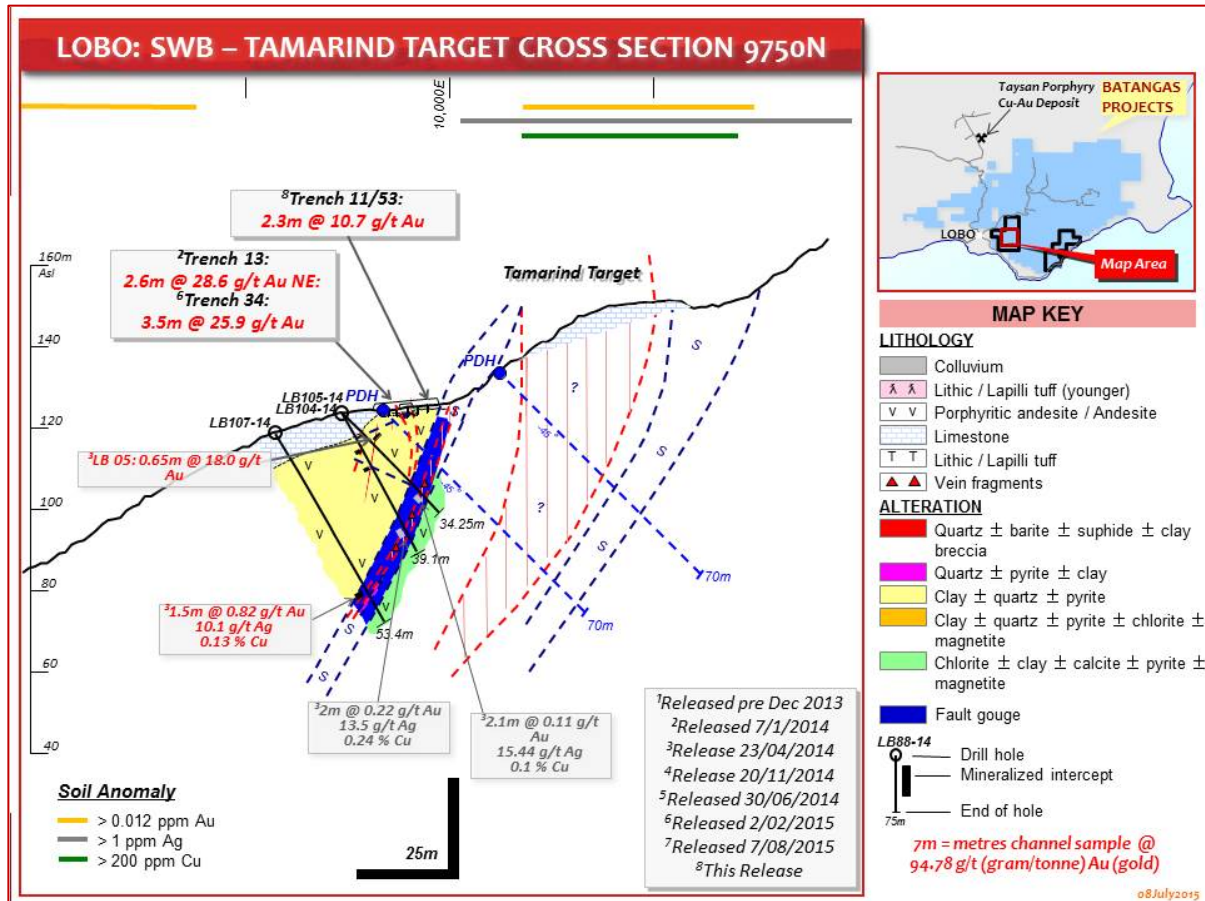 LOBO: SWB – TAMARIND TARGET CROSS SECTION 9750N
10,000E
⁸Trench 11/53:
2.3m @ 10.7 g/t Au
²Trench 13:
2.6m @ 28.6 g/t Au NE:
⁶Trench 34:
3.5m @ 25.9 g/t Au
Tamarind Target
160m
Asl
140
120
100
80
60
40
PDH
PDH
LB105-14
LB104-14
LB107-14
³LB 05: 0.65m @ 18.0 g/t
Au
S
S
S
S
S
S
S
?
?
V
V
V
V
V
V
V
V
-45°
-45°
34.25m
39.1m
53.4m
70m
70m
³1.5m @ 0.82 g/t Au
10.1 g/t Ag
0.13 % Cu
³2m @ 0.22 g/t Au
13.5 g/t Ag
0.24 % Cu
³2.1m @ 0.11 g/t
Au
15.44 g/t Ag
0.1 % Cu
Soil Anomaly
> 0.012 ppm Au
> 1 ppm Ag
> 200 ppm Cu
25m
¹Released pre Dec 2013
²Released 7/1/2014
³Release 23/04/2014
⁴Release 20/11/2014
⁵Released 30/06/2014
⁶Released 2/02/2015
⁷Released 7/08/2015
⁸This Release
Taysan Porphyry
Cu-Au Deposit
BATANGAS
PROJECTS
LOBO
Map Area
MAP KEY
LITHOLOGY
Colluvium
Lithic / Lapilli tuff (younger)
V V Porphyritic andesite / Andesite
Limestone
T T Lithic / Lapilli tuff
Vein fragments
ALTERATION
Quartz ± barite ± suphide ± clay
breccia
Quartz ± pyrite ± clay
Clay ± quartz ± pyrite
Clay ± quartz ± pyrite ± chlorite ±
magnetite
Chlorite ± clay ± calcite ± pyrite ±
magnetite
Fault gouge
LB88-14
Drill hole
Mineralized intercept
End of hole
75m
7m = metres channel sample @
94.78 g/t (gram/tonne) Au (gold)
08July2015